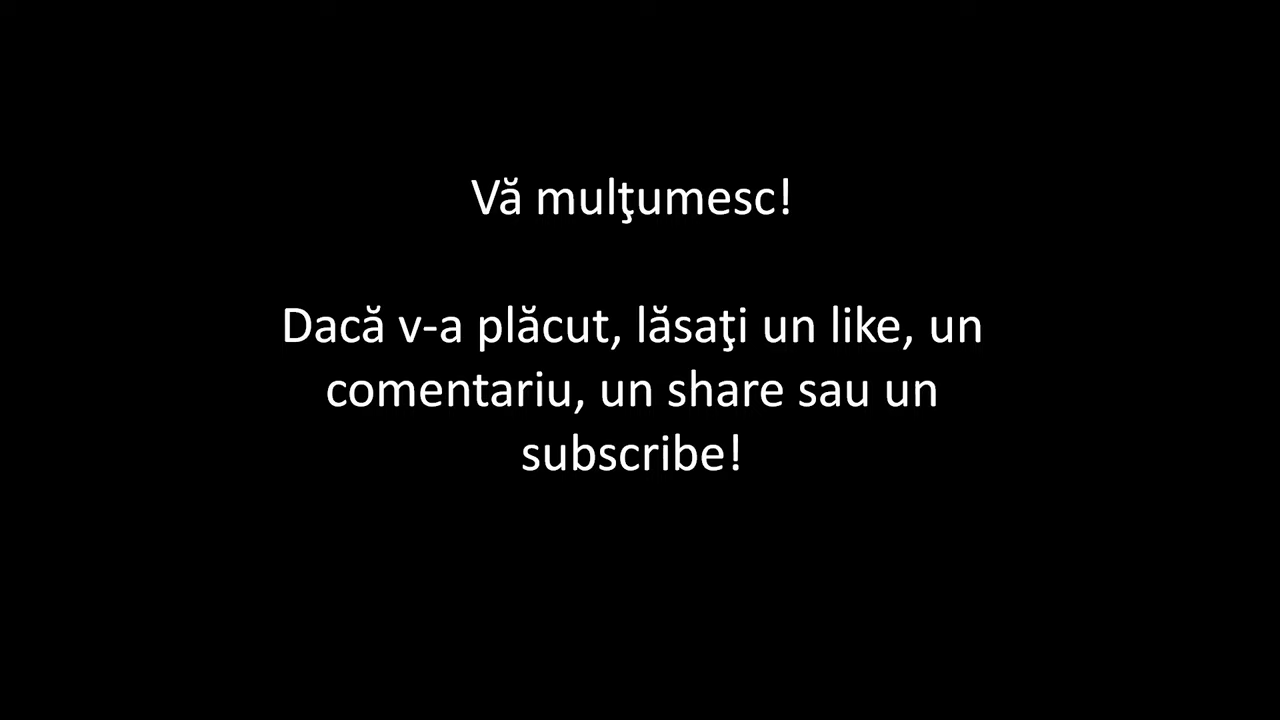 Vă mulţumesc!
Dacă v-a plăcut, lăsaţi un like, un
comentariu, un share sau un
subscribe!